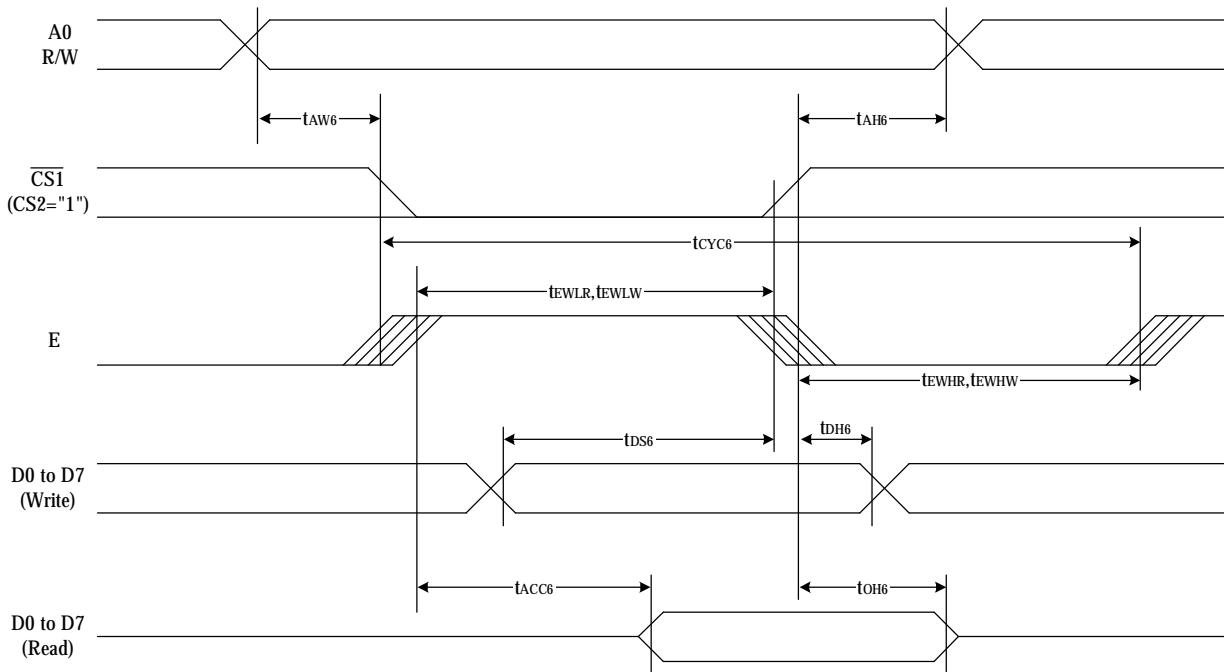 A0
R/W
tAW6
tAH6
CS1
(CS2="1")
tCYC6
tEWLR,tEWLW
E
tEWHR,tEWHW
tDS6
tDH6
D0 to D7
(Write)
tACC6
tOH6
D0 to D7
(Read)